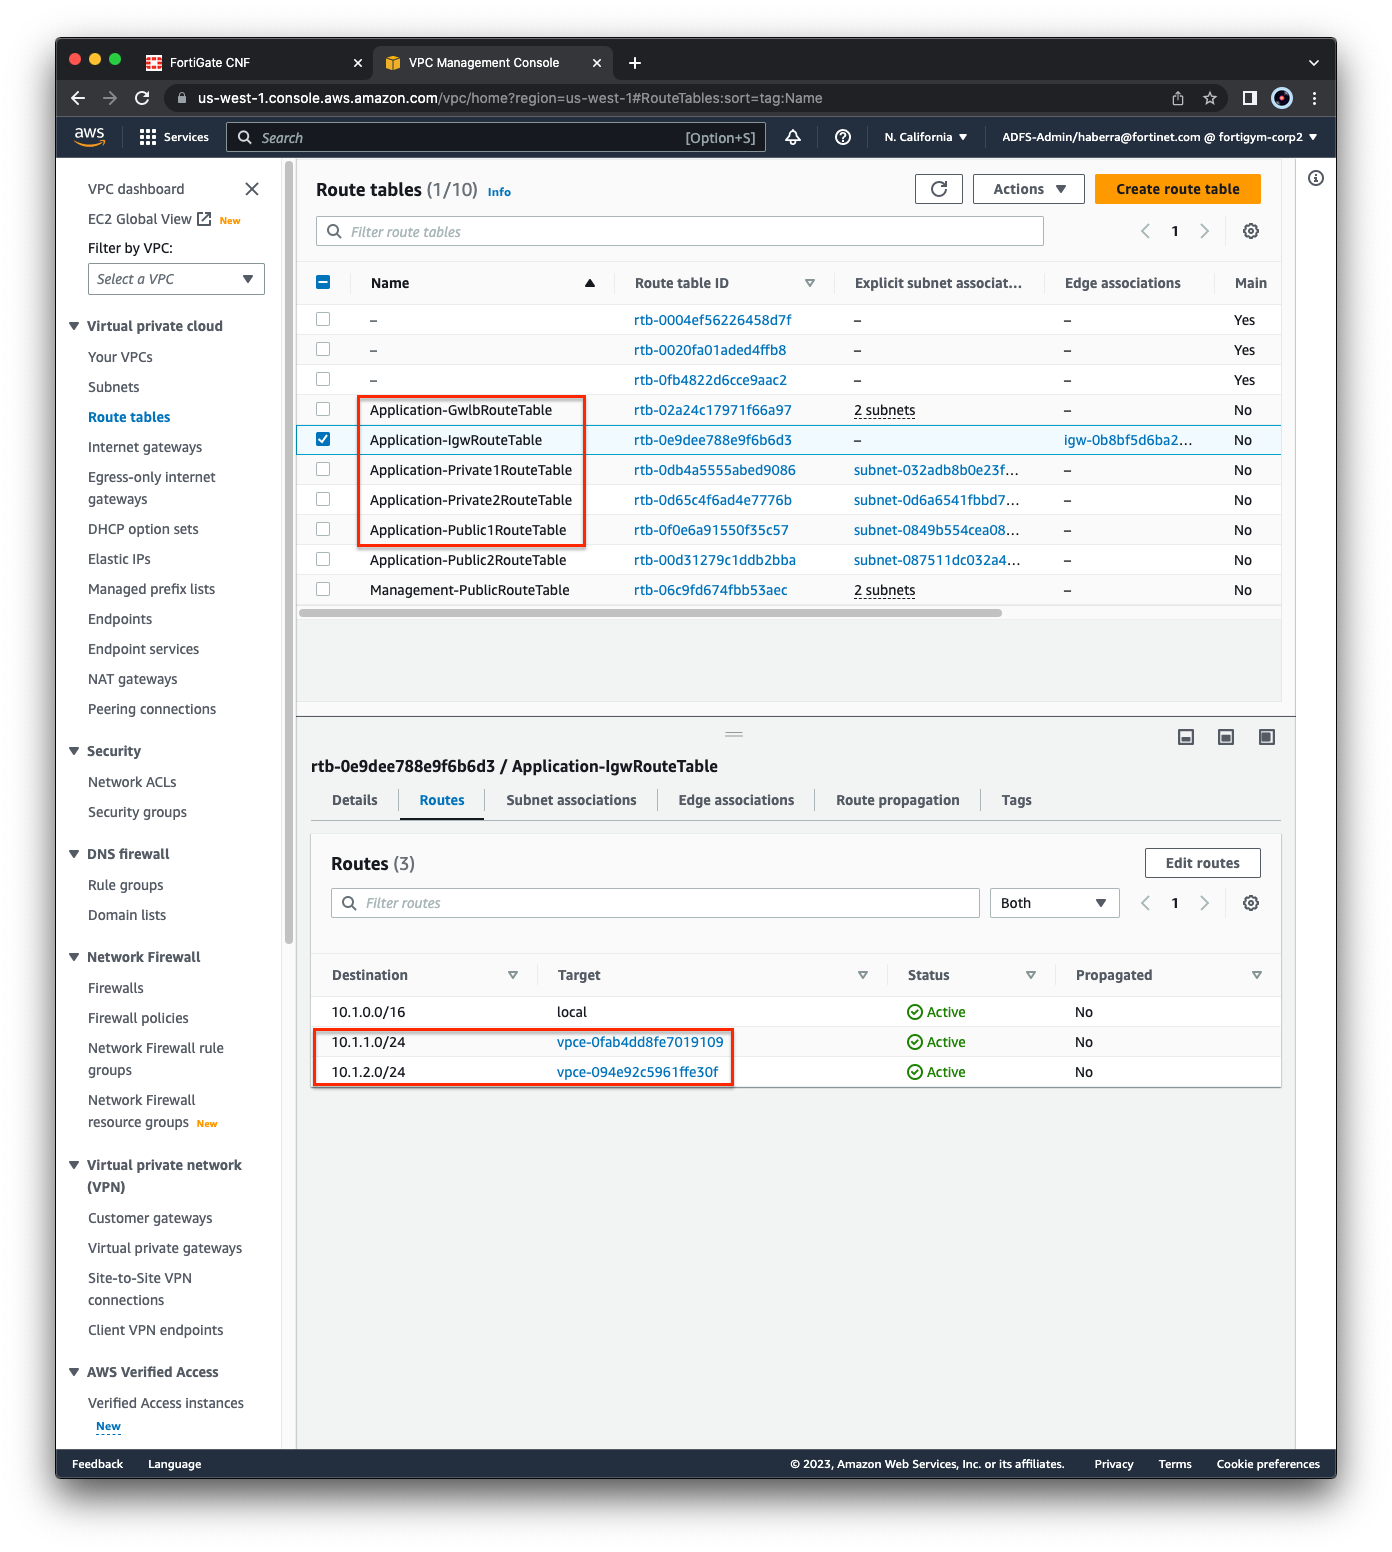 FortiGate CNF
VPC Management Console
us-west-1.console.aws.amazon.com/vpc/home?region=us-west-1#RouteTables:sort=tag:Name
aws
Services
Search
[Option+S]
N. California
ADFS-Admin/haberra@fortinet.com @ fortigym-corp2
VPC dashboard
EC2 Global View New
Filter by VPC:
Select a VPC
Virtual private cloud
Your VPCs
Subnets
Route tables
Internet gateways
Egress-only internet
gateways
DHCP option sets
Elastic IPs
Managed prefix lists
Endpoints
Endpoint services
NAT gateways
Peering connections
Security
Network ACLs
Security groups
DNS firewall
Rule groups
Domain lists
Network Firewall
Firewalls
Firewall policies
Network Firewall rule
groups
Network Firewall
resource groups New
Virtual private network
(VPN)
Customer gateways
Virtual private gateways
Site-to-Site VPN
connections
Client VPN endpoints
AWS Verified Access
Verified Access instances
New
Route tables (1/10) Info
Actions
Create route table
Filter route tables
1
Name Route table ID Explicit subnet associat... Edge associations Main
– rtb-0004ef56226458d7f – – Yes
– rtb-0020fa01aded4ffb8 – – Yes
– rtb-0fb4822d6cce9aac2 – – Yes
Application-GwlbRouteTable rtb-02a24c17971f66a97 2 subnets – No
Application-IgwRouteTable rtb-0e9dee788e9f6b6d3 – igw-0b8bf5d6ba2... No
Application-Private1RouteTable rtb-0db4a5555abed9086 subnet-032adb8b0e23f... – No
Application-Private2RouteTable rtb-0d65c4f6ad4e7776b subnet-0d6a6541fbbd7... – No
Application-Public1RouteTable rtb-0f0e6a91550f35c57 subnet-0849b554cea08... – No
Application-Public2RouteTable rtb-00d31279c1ddb2bba subnet-087511dc032a4... – No
Management-PublicRouteTable rtb-06c9fd674fbb53aec 2 subnets – No
rtb-0e9dee788e9f6b6d3 / Application-IgwRouteTable
Details Routes Subnet associations Edge associations Route propagation Tags
Routes (3)
Edit routes
Filter routes
Both
1
Destination Target Status Propagated
10.1.0.0/16 local Active No
10.1.1.0/24 vpce-0fab4dd8fe7019109 Active No
10.1.2.0/24 vpce-094e92c5961ffe30f Active No
Feedback Language © 2023, Amazon Web Services, Inc. or its affiliates. Privacy Terms Cookie preferences